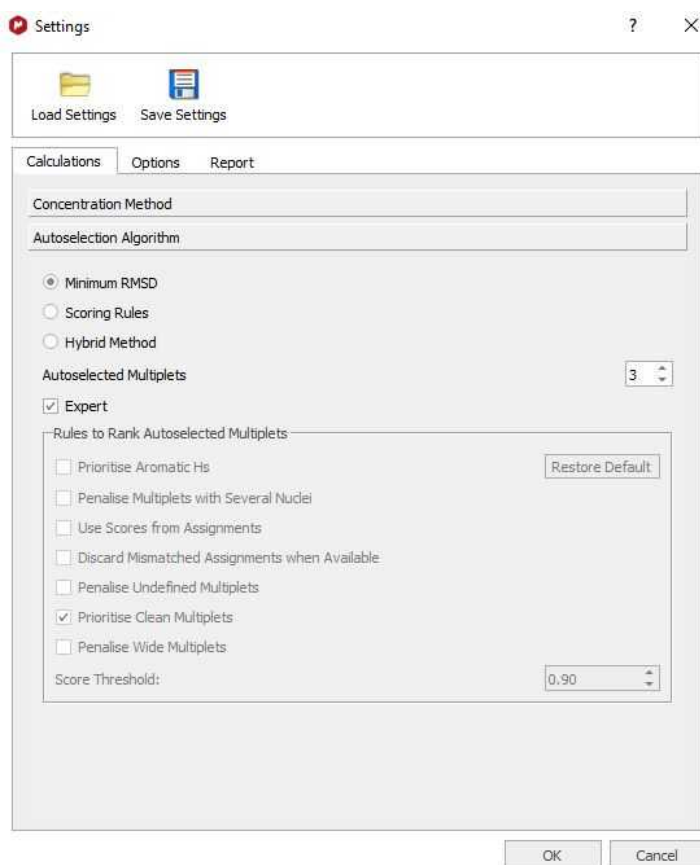 Settings
?
Load Settings Save Settings
Calculations Options Report
Concentration Method
Autoselection Algorithm
Minimum RMSD
Scoring Rules
Hybrid Method
Autoselected Multiplets 3
Expert
Rules to Rank Autoselected Multiplets
Prioritise Aromatic Hs Restore Default
Penalise Multiplets with Several Nuclei
Use Scores from Assignments
Discard Mismatched Assignments when Available
Penalise Undefined Multiplets
Prioritise Clean Multiplets
Penalise Wide Multiplets
Score Threshold: 0.90
OK Cancel